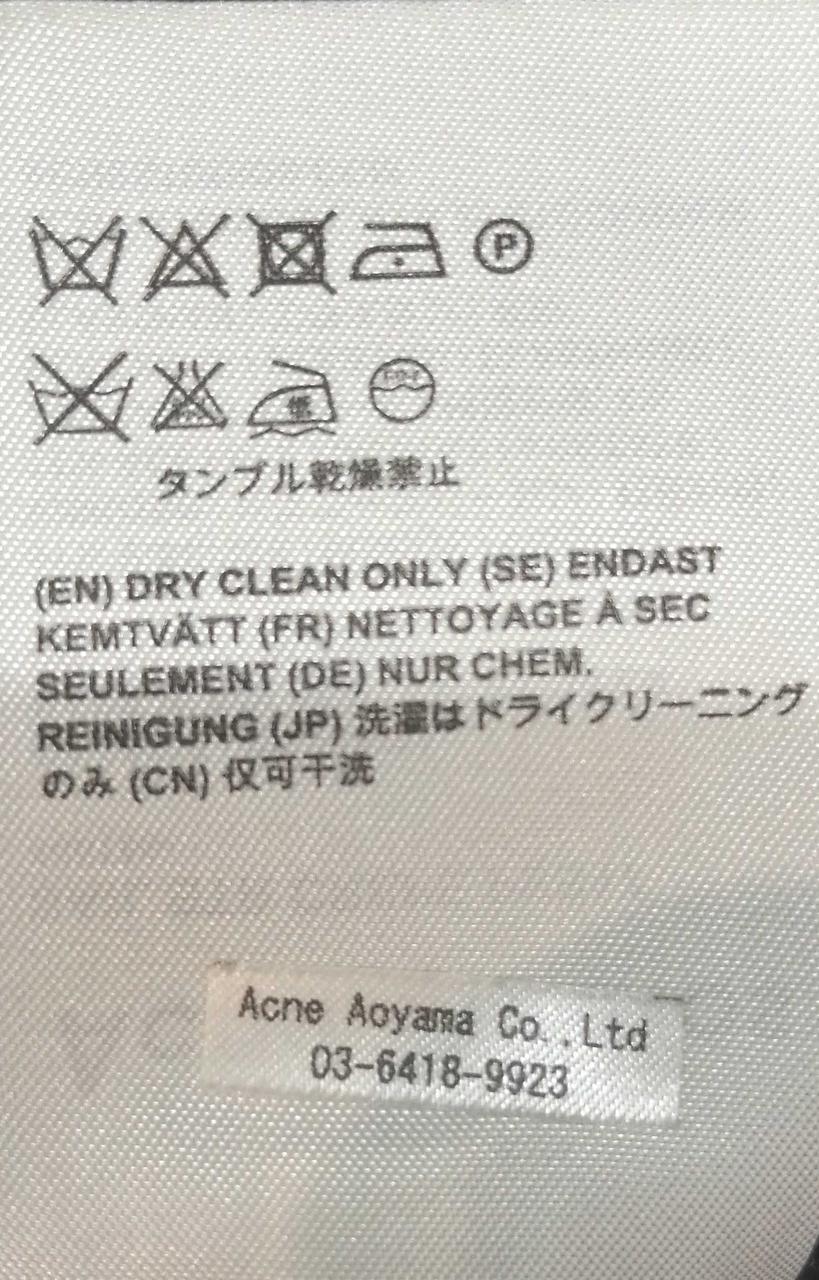 P
低
タンブル乾燥禁止
(EN) DRY CLEAN ONLY (SE) ENDAST
KEMTVÄTT (FR) NETTOYAGE À SEC
SEULEMENT (DE) NUR CHEM.
REINIGUNG (JP) 洗濯はドライクリーニング
のみ (CN) 仅可干洗
Acne Aoyama Co.,Ltd
03-6418-9923